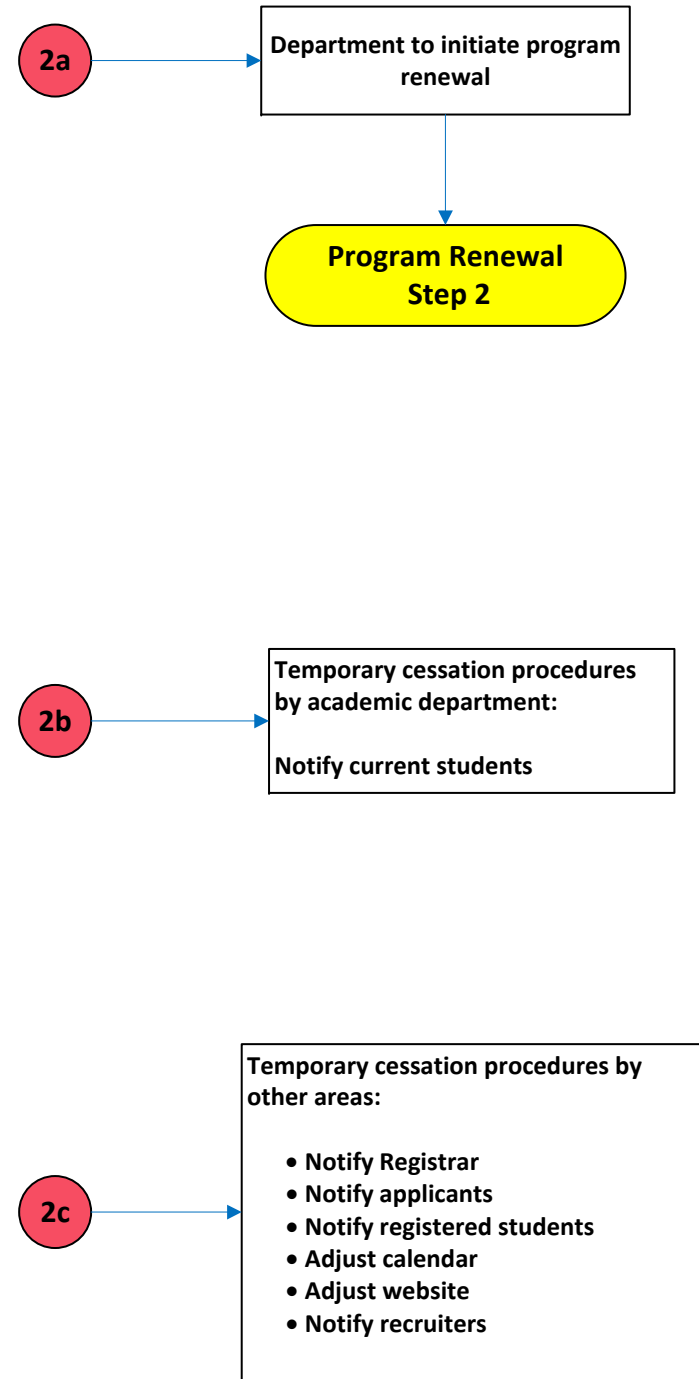 2a
Department to initiate program
renewal
Program Renewal
Step 2
2b
Temporary cessation procedures
by academic department:
Notify current students
2c
Temporary cessation procedures by
other areas:
• Notify Registrar
• Notify applicants
• Notify registered students
• Adjust calendar
• Adjust website
• Notify recruiters